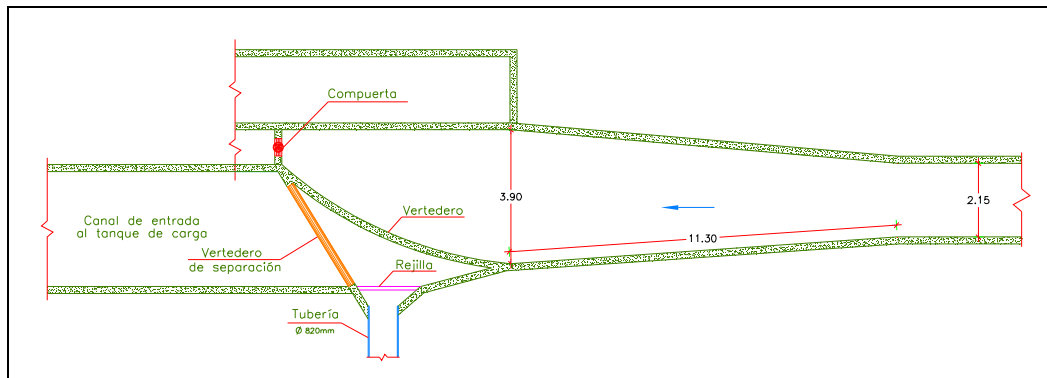 Compuerta
3.90
2.15
Canal de entrada
al tanque de carga
Vertedero
11.30
Vertedero
de separación
Rejilla
Tubería
Ø 820mm